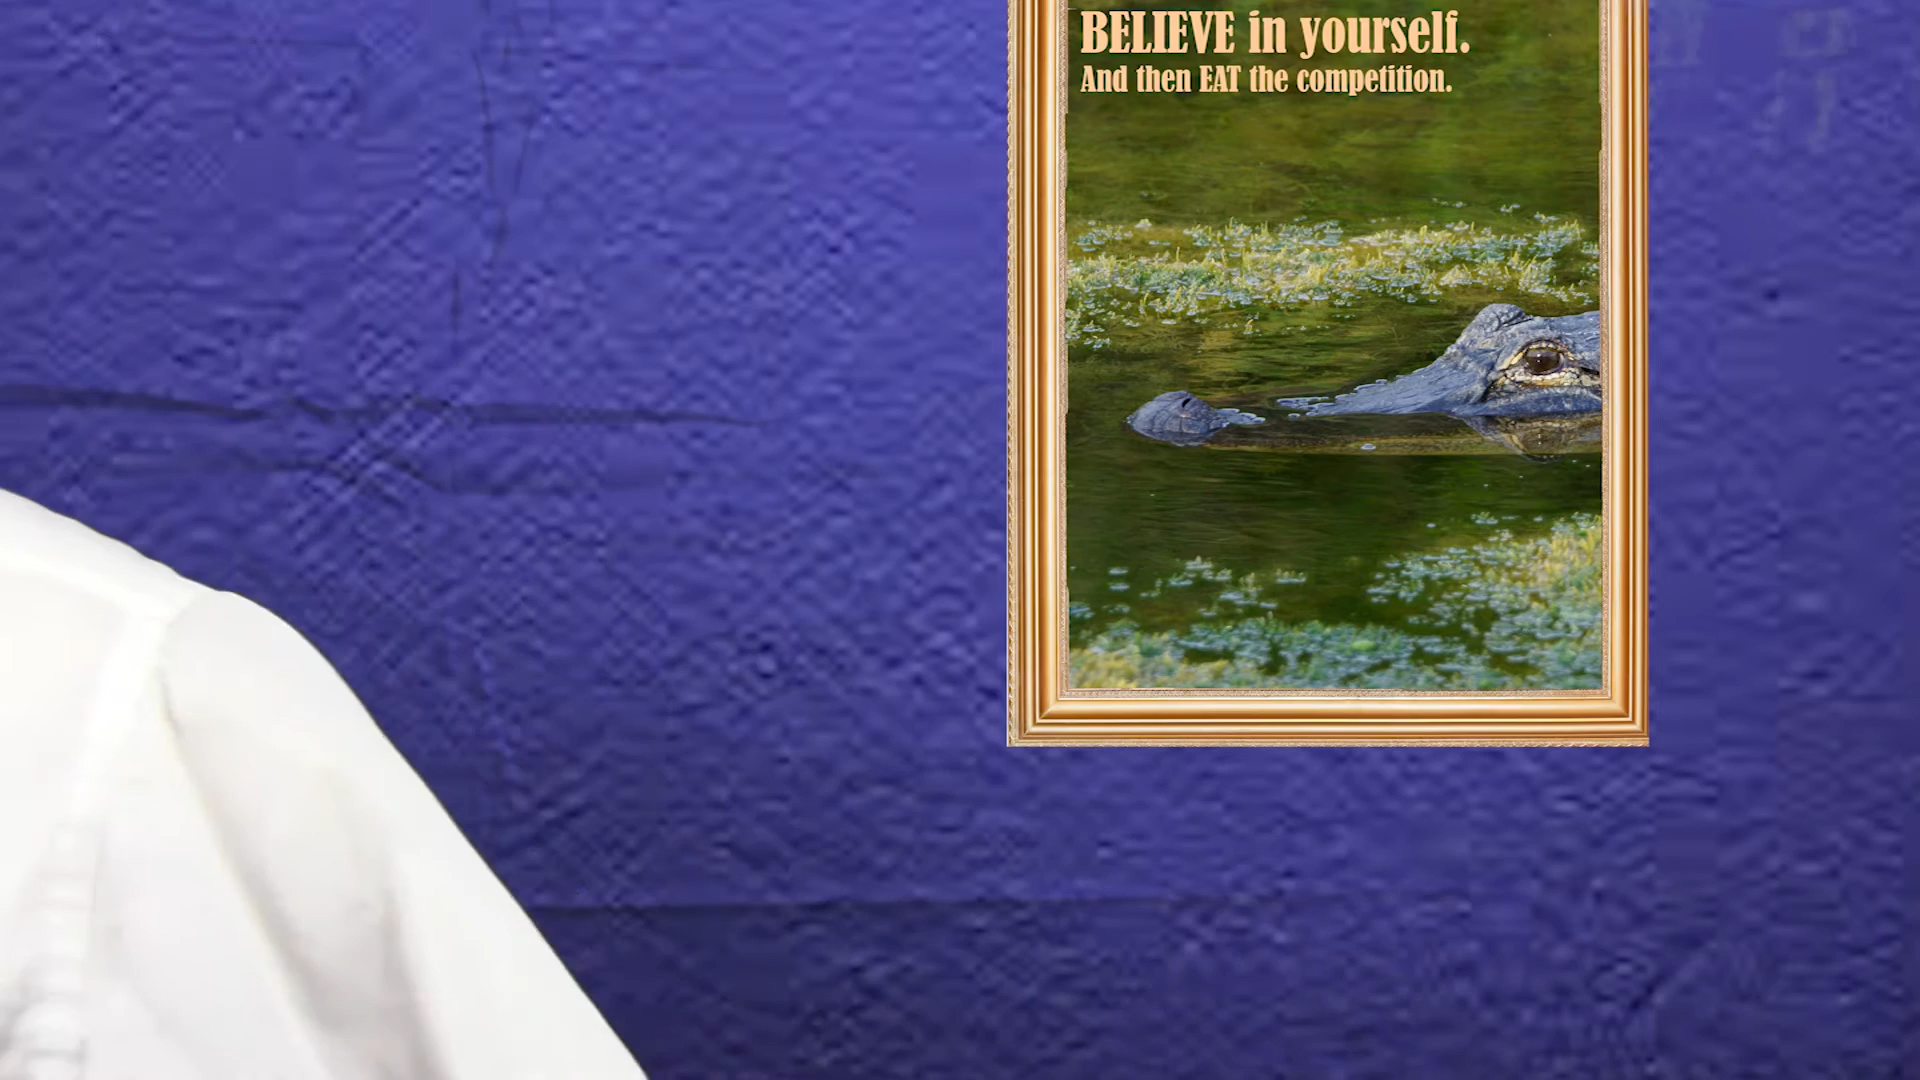 BELIEVE in yourself.
And then EAT the competition.